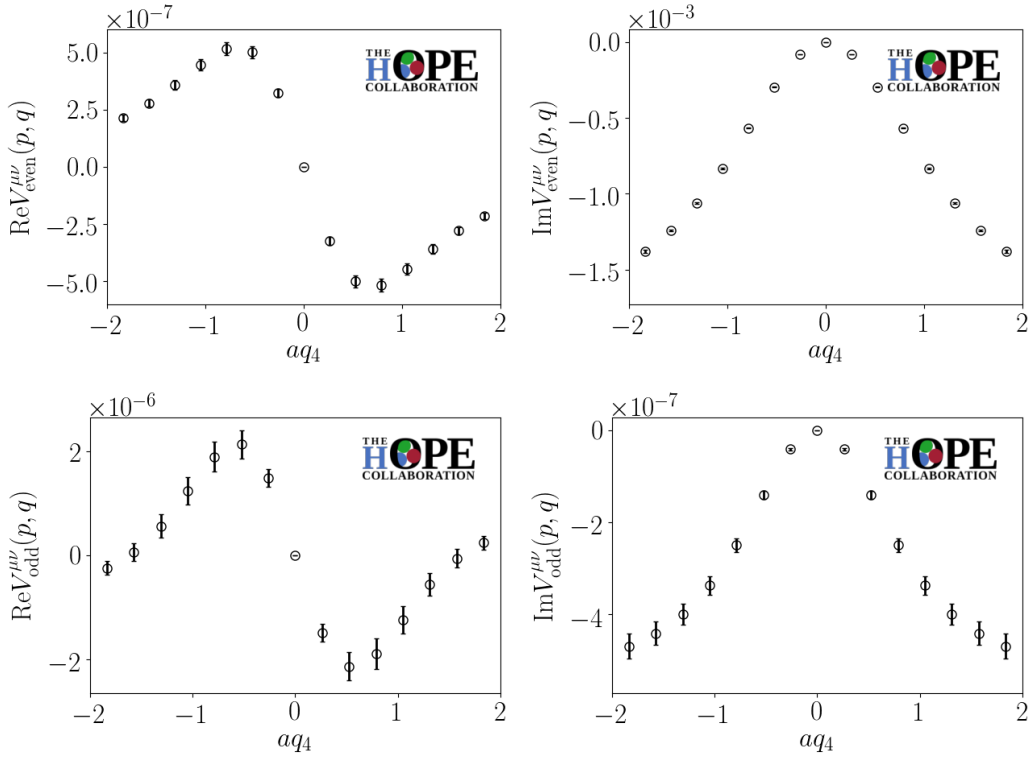 ×10⁻⁷
5.0
2.5
0.0
−2.5
−5.0
ReV^{μν}_{even}(p, q)
−2 −1 0 1 2
aq₄
THE
HOPE
COLLABORATION
×10⁻³
0.0
−0.5
−1.0
−1.5
ImV^{μν}_{even}(p, q)
−2 −1 0 1 2
aq₄
THE
HOPE
COLLABORATION
×10⁻⁶
2
0
−2
ReV^{μν}_{odd}(p, q)
−2 −1 0 1 2
aq₄
THE
HOPE
COLLABORATION
×10⁻⁷
0
−2
−4
ImV^{μν}_{odd}(p, q)
−2 −1 0 1 2
aq₄
THE
HOPE
COLLABORATION